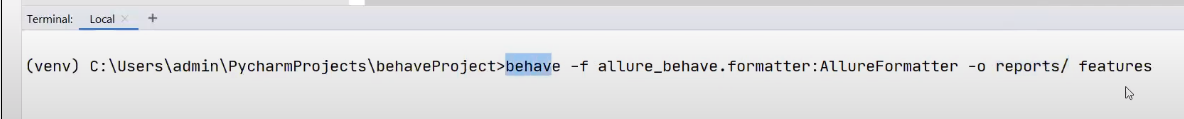 Terminal: Local × +
(venv) C:\Users\admin\PycharmProjects\behaveProject>behave -f allure_behave.formatter:AllureFormatter -o reports/ features